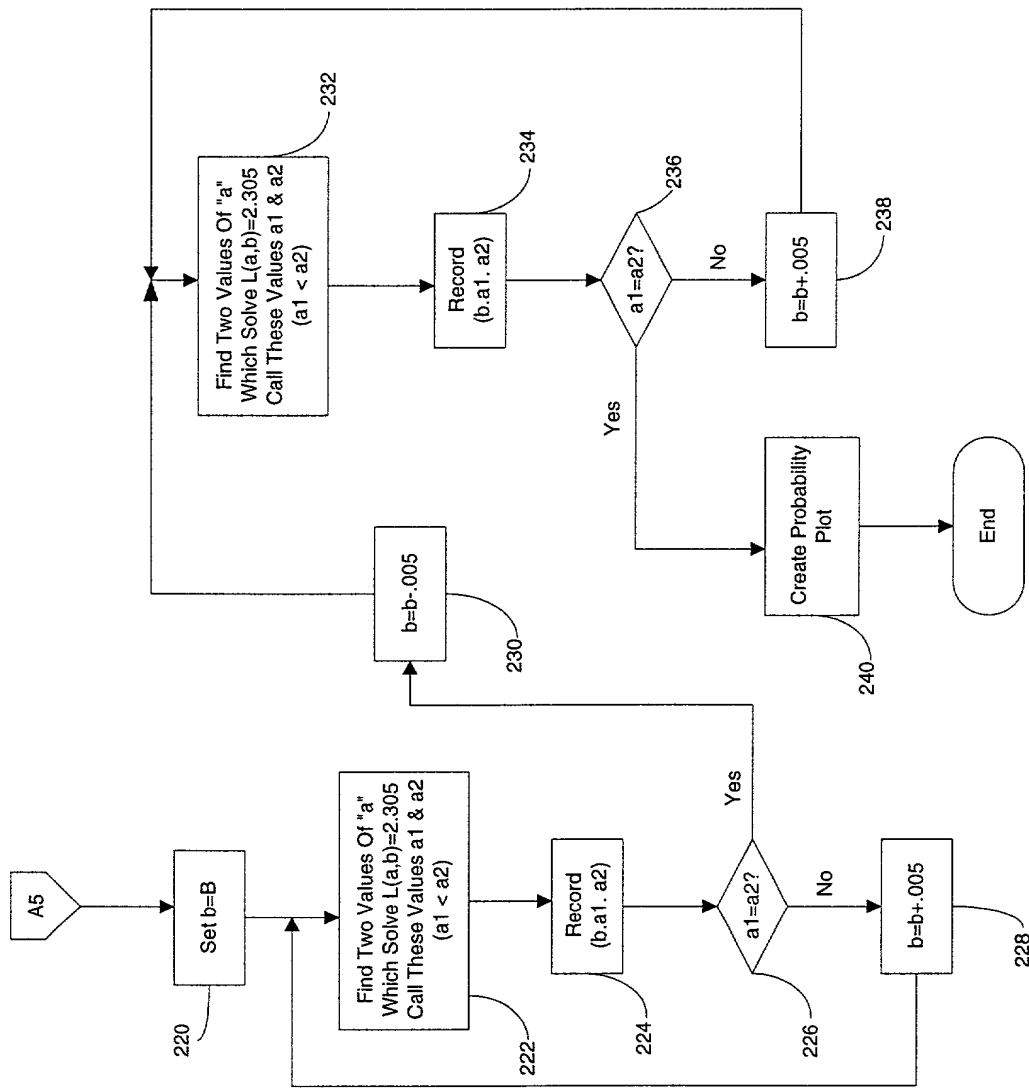 A5
Set b=B
220
Find Two Values Of "a"
Which Solve L(a,b)=2.305
Call These Values a1 & a2
(a1 < a2)
222
Record
(b.a1. a2)
224
a1=a2?
226
Yes
No
b=b+.005
228
b=b-.005
230
Find Two Values Of "a"
Which Solve L(a,b)=2.305
Call These Values a1 & a2
(a1 < a2)
232
Record
(b.a1. a2)
234
a1=a2?
236
Yes
No
b=b+.005
238
Create Probability
Plot
240
End